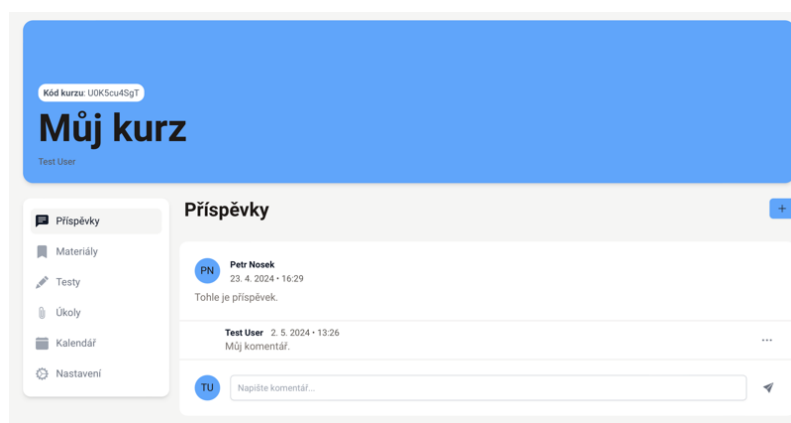 Kód kurzu: U0K5cu4SgT
Můj kurz
Test User
Příspěvky
Materiály
Testy
Úkoly
Kalendář
Nastavení
Příspěvky
+
PN
Petr Nosek
23. 4. 2024 • 16:29
Tohle je příspěvek.
Test User 2. 5. 2024 • 13:26
Můj komentář.
...
TU
Napište komentář...